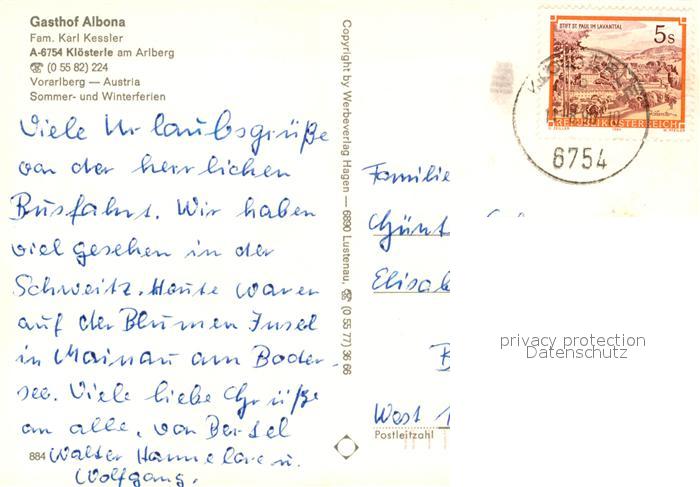 Gasthof Albona
Fam. Karl Kessler
A-6754 Klösterle am Arlberg
☎ (0 55 82) 224
Vorarlberg — Austria
Sommer- und Winterferien
Viele Urlaubsgrüße
von der herrlichen
Busfahrt. Wir haben
viel gesehen in der
Schweitz. Heute waren
auf der Blumen Insel
in Mainau am Boden-
see. Viele liebe Grüße
an alle, von
884 Walter Hannelore u.
Wolfgang.
Copyright by Werbeverlag Hagen — 6890 Lustenau, ☎ (0 55 77) 36 66
STIFT ST. PAUL IM LAVANTTAL
5s
REPUBLIK ÖSTERREICH
6754
Familie
Günt
Elisab
West
Postleitzahl
privacy protection
Datenschutz